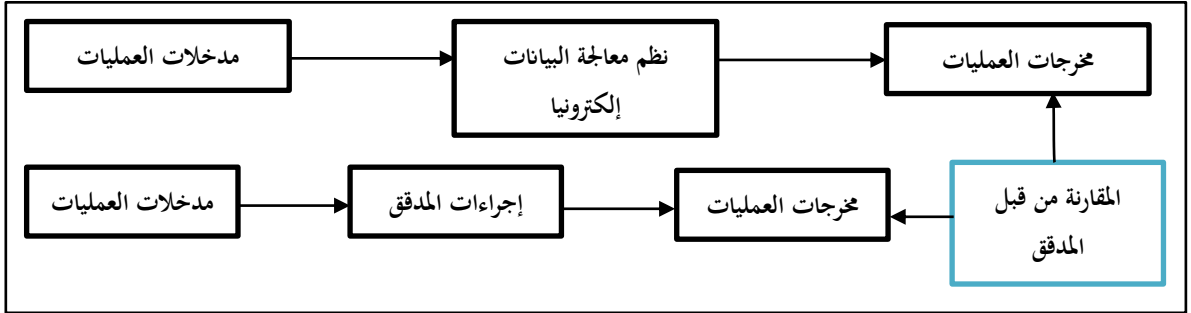 مدخلات العمليات
نظم معالجة البيانات
إلكترونيا
مخرجات العمليات
مدخلات العمليات
إجراءات المدقق
مخرجات العمليات
المقارنة من قبل
المدقق